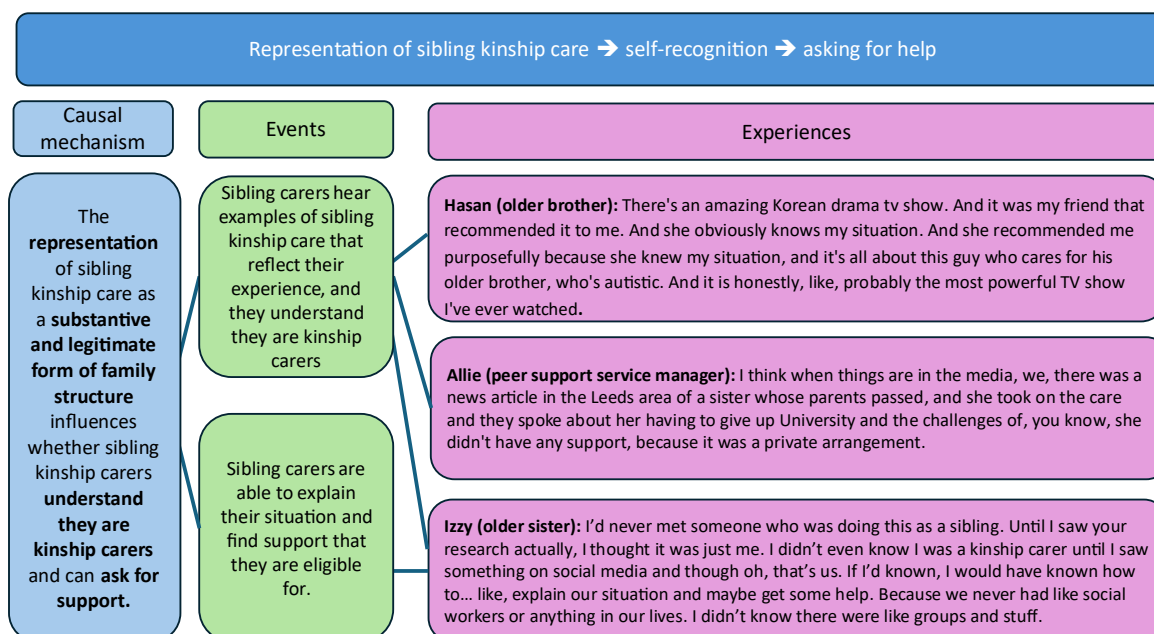 Representation of sibling kinship care ➔ self-recognition ➔ asking for help
Causal
mechanism
Events
Experiences
The
representation
of sibling
kinship care as
a substantive
and legitimate
form of family
structure
influences
whether sibling
kinship carers
understand
they are
kinship carers
and can ask for
support.
Sibling carers hear
examples of sibling
kinship care that
reflect their
experience, and
they understand
they are kinship
carers
Sibling carers are
able to explain
their situation and
find support that
they are eligible
for.
Hasan (older brother): There's an amazing Korean drama tv show. And it was my friend that
recommended it to me. And she obviously knows my situation. And she recommended me
purposefully because she knew my situation, and it's all about this guy who cares for his
older brother, who's autistic. And it is honestly, like, probably the most powerful TV show
I've ever watched.
Allie (peer support service manager): I think when things are in the media, we, there was a
news article in the Leeds area of a sister whose parents passed, and she took on the care
and they spoke about her having to give up University and the challenges of, you know, she
didn't have any support, because it was a private arrangement.
Izzy (older sister): I'd never met someone who was doing this as a sibling. Until I saw your
research actually, I thought it was just me. I didn't even know I was a kinship carer until I saw
something on social media and though oh, that's us. If I'd known, I would have known how
to… like, explain our situation and maybe get some help. Because we never had like social
workers or anything in our lives. I didn't know there were like groups and stuff.